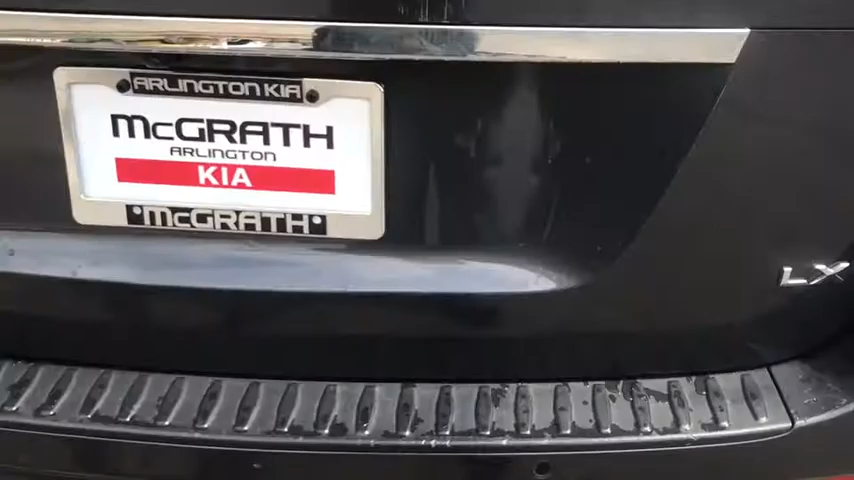 ARLINGTON KIA
McGRATH
ARLINGTON
KIA
McGRATH
LX